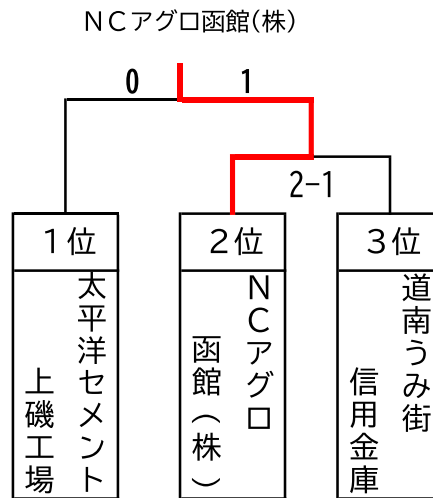 NCアグロ函館(株)
0 1
2-1
1位 2位 3位
太平洋セメント
上磯工場
NCアグロ
函館(株)
道南うみ街
信用金庫